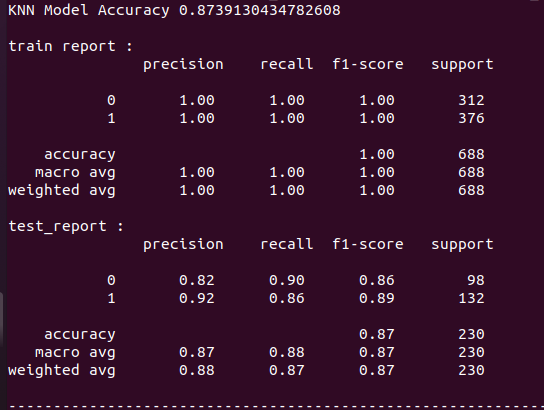 KNN Model Accuracy 0.8739130434782608
train report :
precision recall f1-score support
0 1.00 1.00 1.00 312
1 1.00 1.00 1.00 376
accuracy 1.00 688
macro avg 1.00 1.00 1.00 688
weighted avg 1.00 1.00 1.00 688
test_report :
precision recall f1-score support
0 0.82 0.90 0.86 98
1 0.92 0.86 0.89 132
accuracy 0.87 230
macro avg 0.87 0.88 0.87 230
weighted avg 0.88 0.87 0.87 230